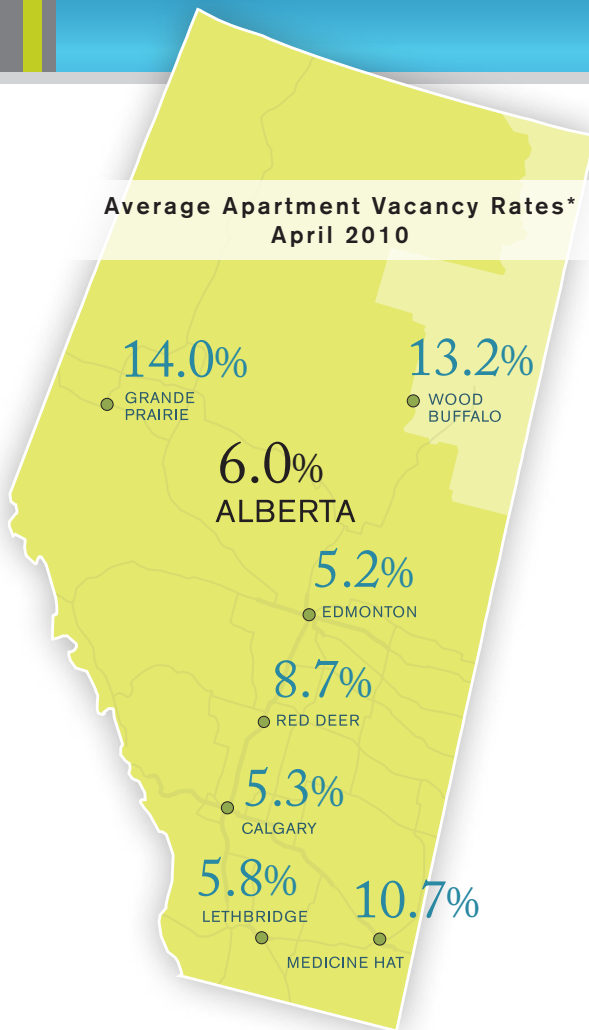 Average Apartment Vacancy Rates*
April 2010
14.0%
GRANDE
PRAIRIE
13.2%
WOOD
BUFFALO
6.0%
ALBERTA
5.2%
EDMONTON
8.7%
RED DEER
5.3%
CALGARY
5.8%
LETHBRIDGE
10.7%
MEDICINE HAT